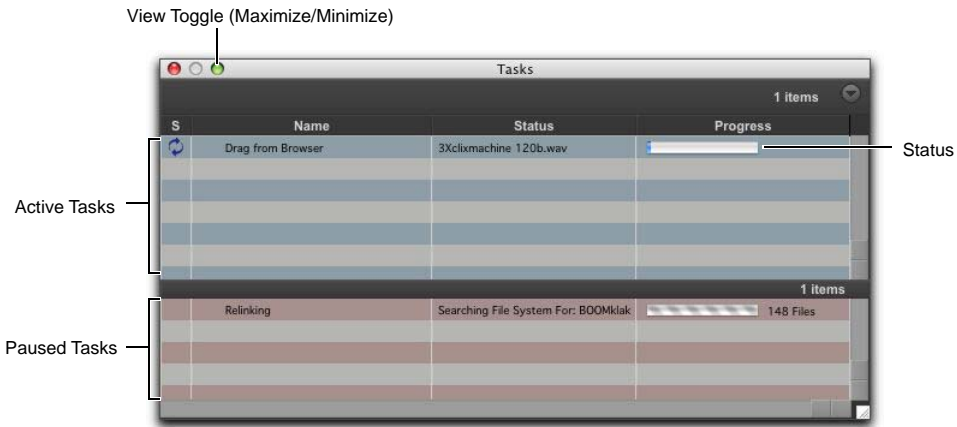 View Toggle (Maximize/Minimize)
Tasks
1 items
S Name Status Progress
Drag from Browser 3Xclixmachine 120b.wav
Status
Active Tasks
1 items
Relinking Searching File System For: BOOMklak 148 Files
Paused Tasks